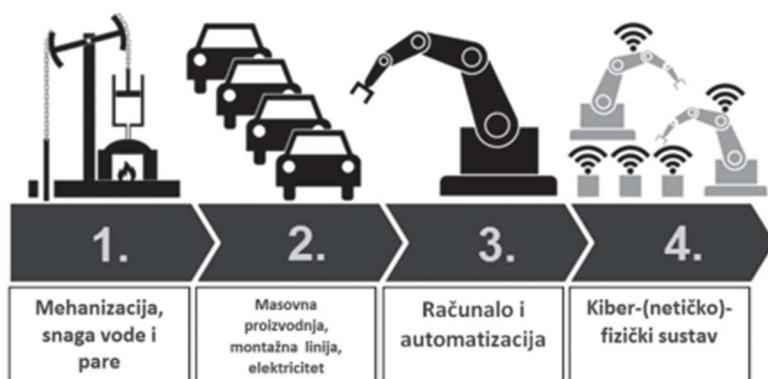 1.
2.
3.
4.
Mehanizacija,
snaga vode i
pare
Masovna
proizvodnja,
montažna linija,
elektricitet
Računalo i
automatizacija
Kiber-(netičko)-
fizički sustav